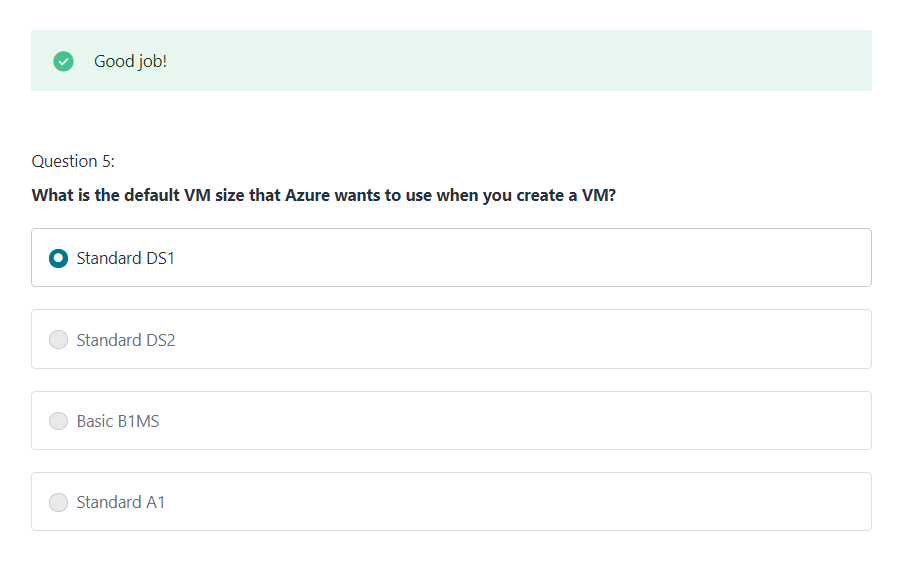 Good job!
Question 5:
What is the default VM size that Azure wants to use when you create a VM?
Standard DS1
Standard DS2
Basic B1MS
Standard A1